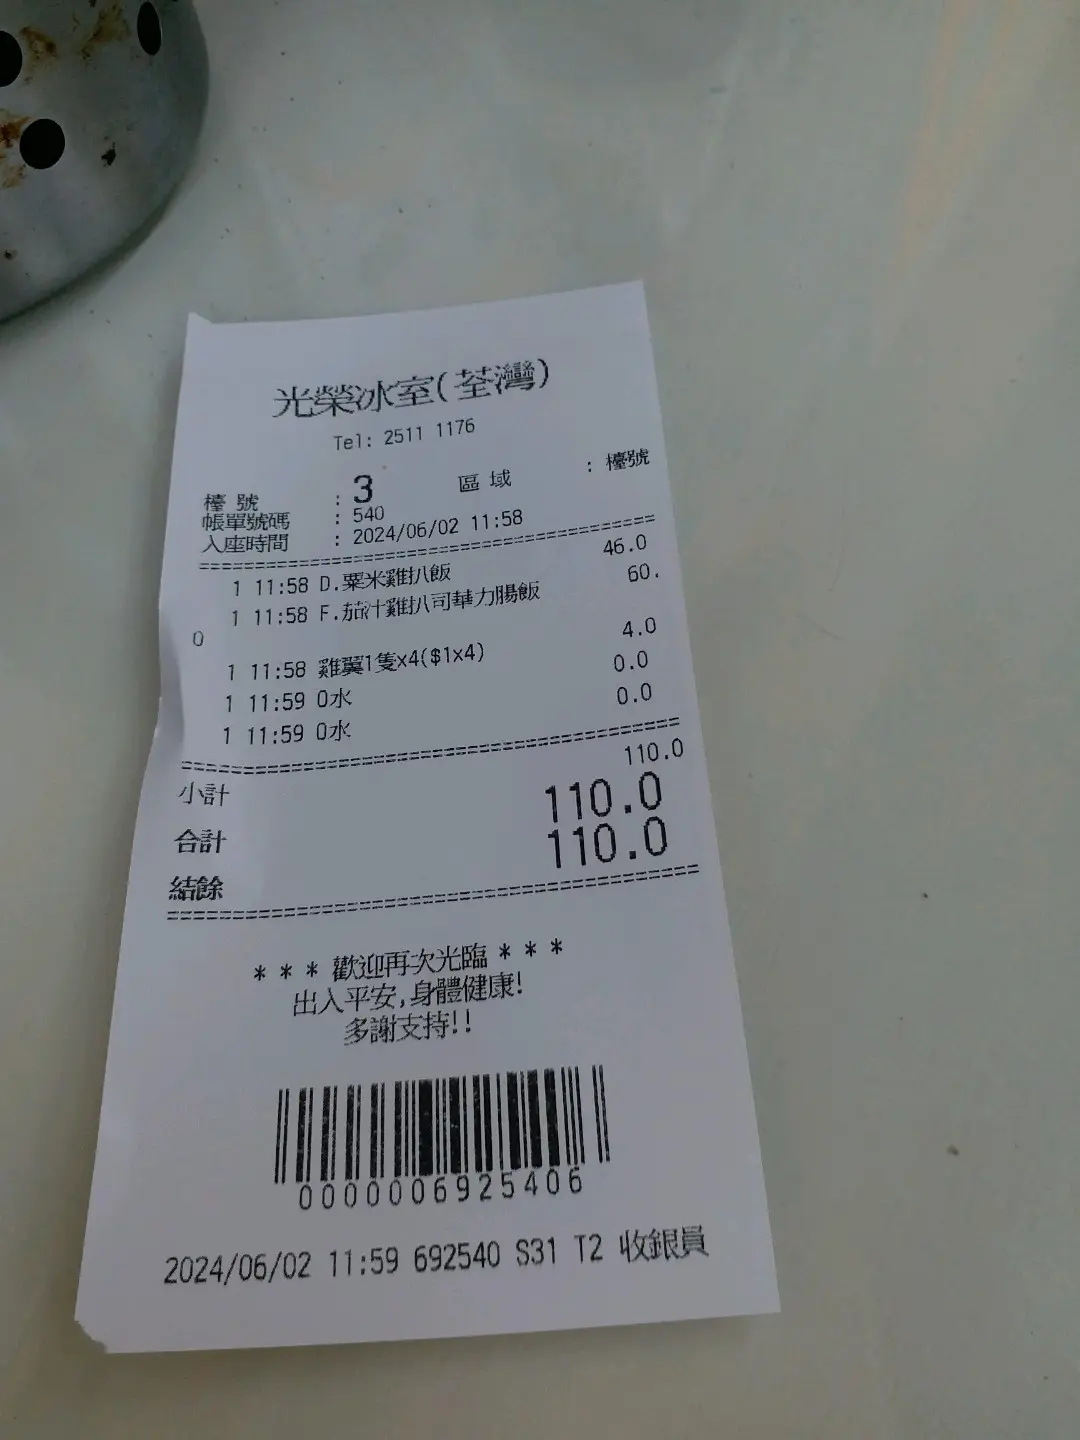 光榮冰室(荃灣)
Tel: 2511 1176
檯號 : 3 區域 : 檯號
帳單號碼 : 540
入座時間 : 2024/06/02 11:58
1 11:58 D.粟米雞扒飯 46.0
1 11:58 F.茄汁雞扒司華力腸飯 60.
0
1 11:58 雞翼1隻x4($1x4) 4.0
1 11:59 0水 0.0
1 11:59 0水 0.0
小計 110.0
合計 110.0
結餘 110.0
*** 歡迎再次光臨 ***
出入平安,身體健康!
多謝支持!!
0000006925406
2024/06/02 11:59 692540 S31 T2 收銀員